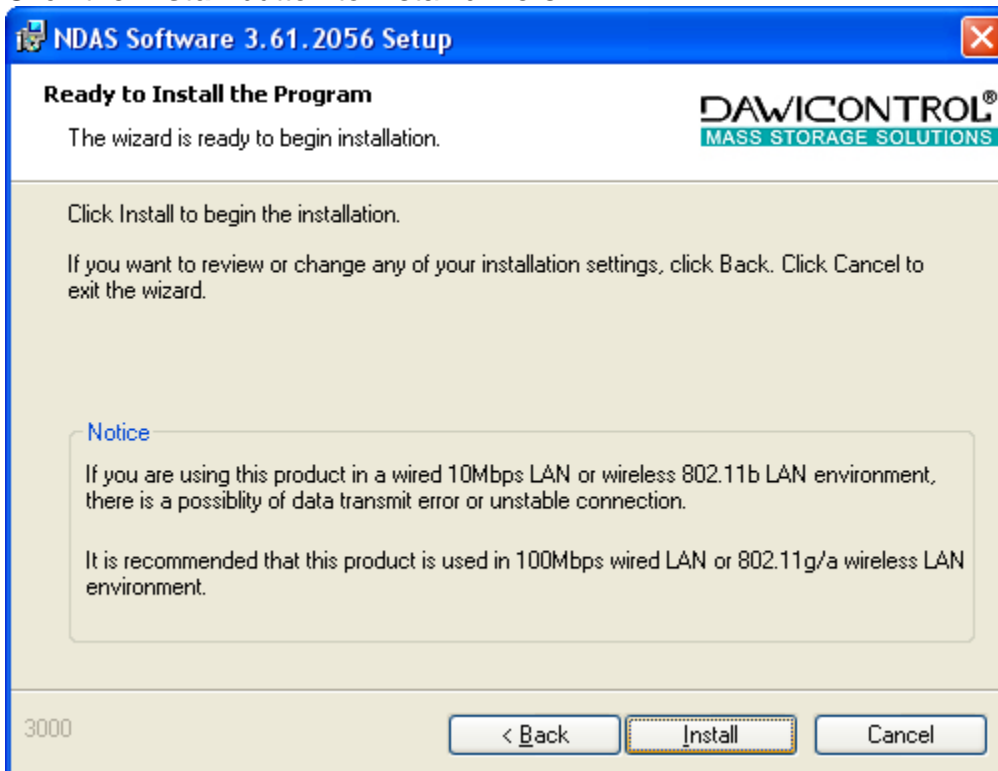 NDAS Software 3.61.2056 Setup
Ready to Install the Program
The wizard is ready to begin installation.
DAWICONTROL®
MASS STORAGE SOLUTIONS
Click Install to begin the installation.
If you want to review or change any of your installation settings, click Back. Click Cancel to
exit the wizard.
Notice
If you are using this product in a wired 10Mbps LAN or wireless 802.11b LAN environment,
there is a possiblity of data transmit error or unstable connection.
It is recommended that this product is used in 100Mbps wired LAN or 802.11g/a wireless LAN
environment.
3000
< Back
Install
Cancel